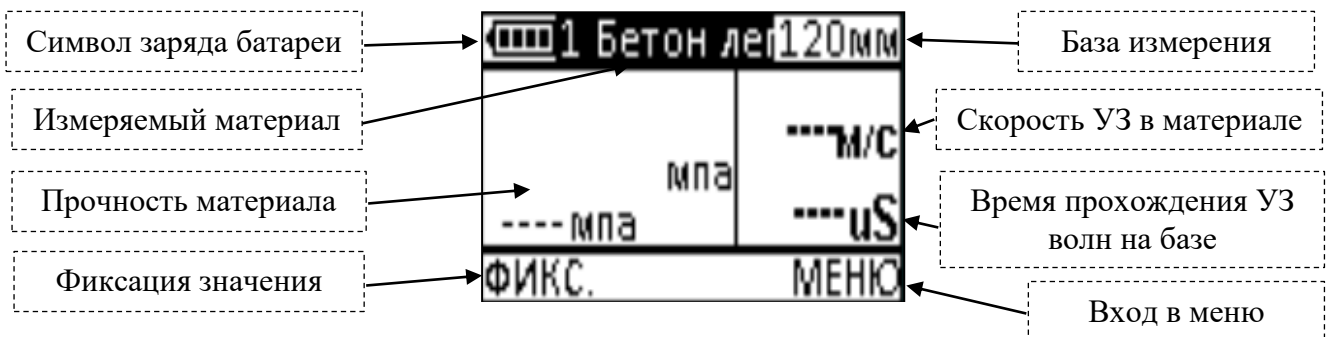 Символ заряда батареи
1 Бетон лег
120мм
База измерения
Измеряемый материал
----м/с
Скорость УЗ в материале
мпа
Прочность материала
----мпа
----uS
Время прохождения УЗ
волн на базе
Фиксация значения
ФИКС.
МЕНЮ
Вход в меню